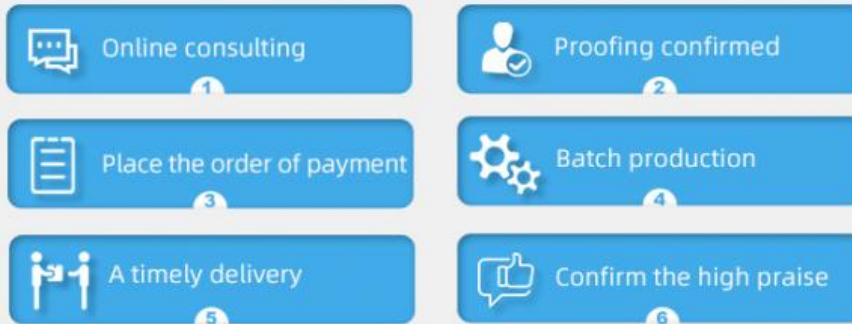 Online consulting
1
Proofing confirmed
2
Place the order of payment
3
Batch production
4
A timely delivery
5
Confirm the high praise
6